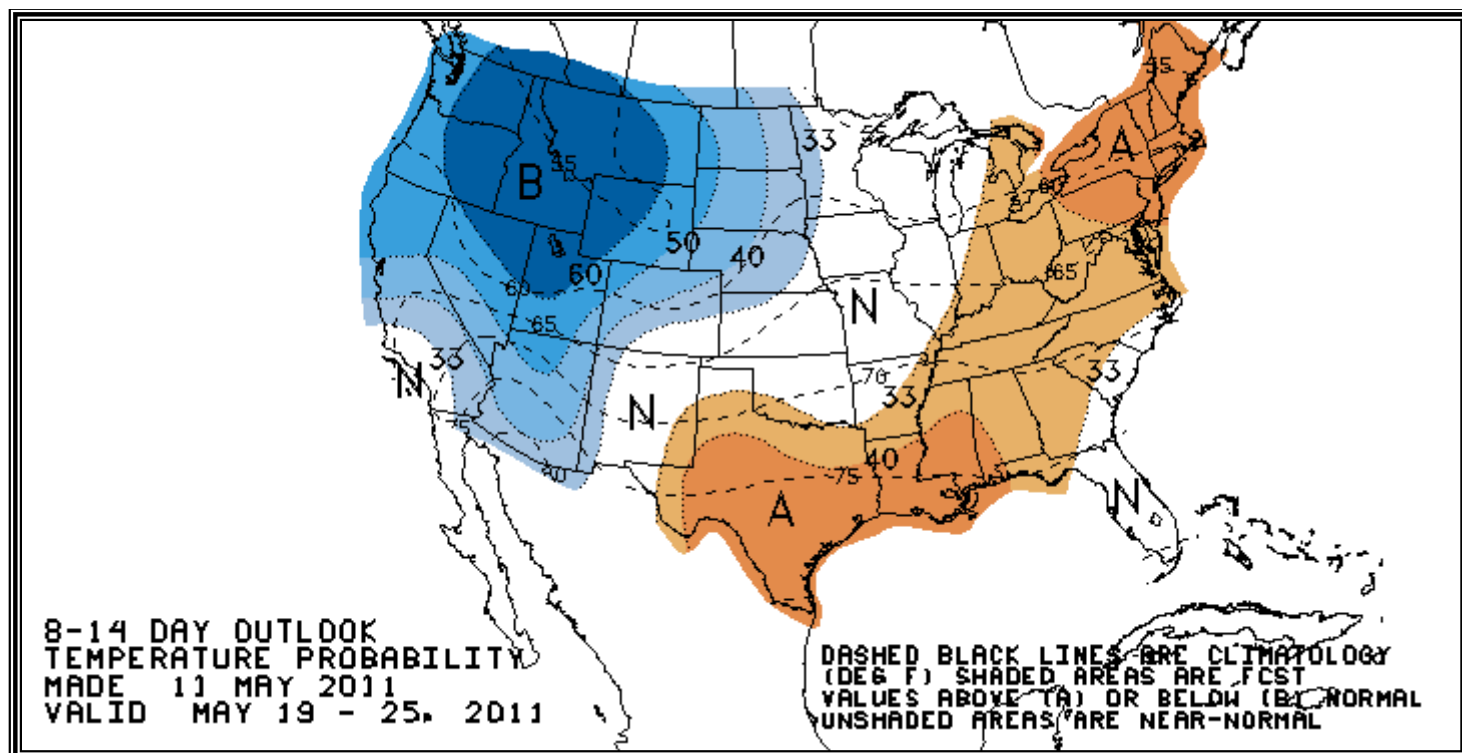 33
35
A
B
45
60
50
40
60
65
65
N
33
N
N
70
33
33
40
75
A
N
8-14 DAY OUTLOOK
TEMPERATURE PROBABILITY
MADE 11 MAY 2011
VALID MAY 19 - 25, 2011
DASHED BLACK LINES ARE CLIMATOLOGY
(DEG F) SHADED AREAS ARE FCST
VALUES ABOVE (A) OR BELOW (B) NORMAL
UNSHADED AREAS ARE NEAR-NORMAL